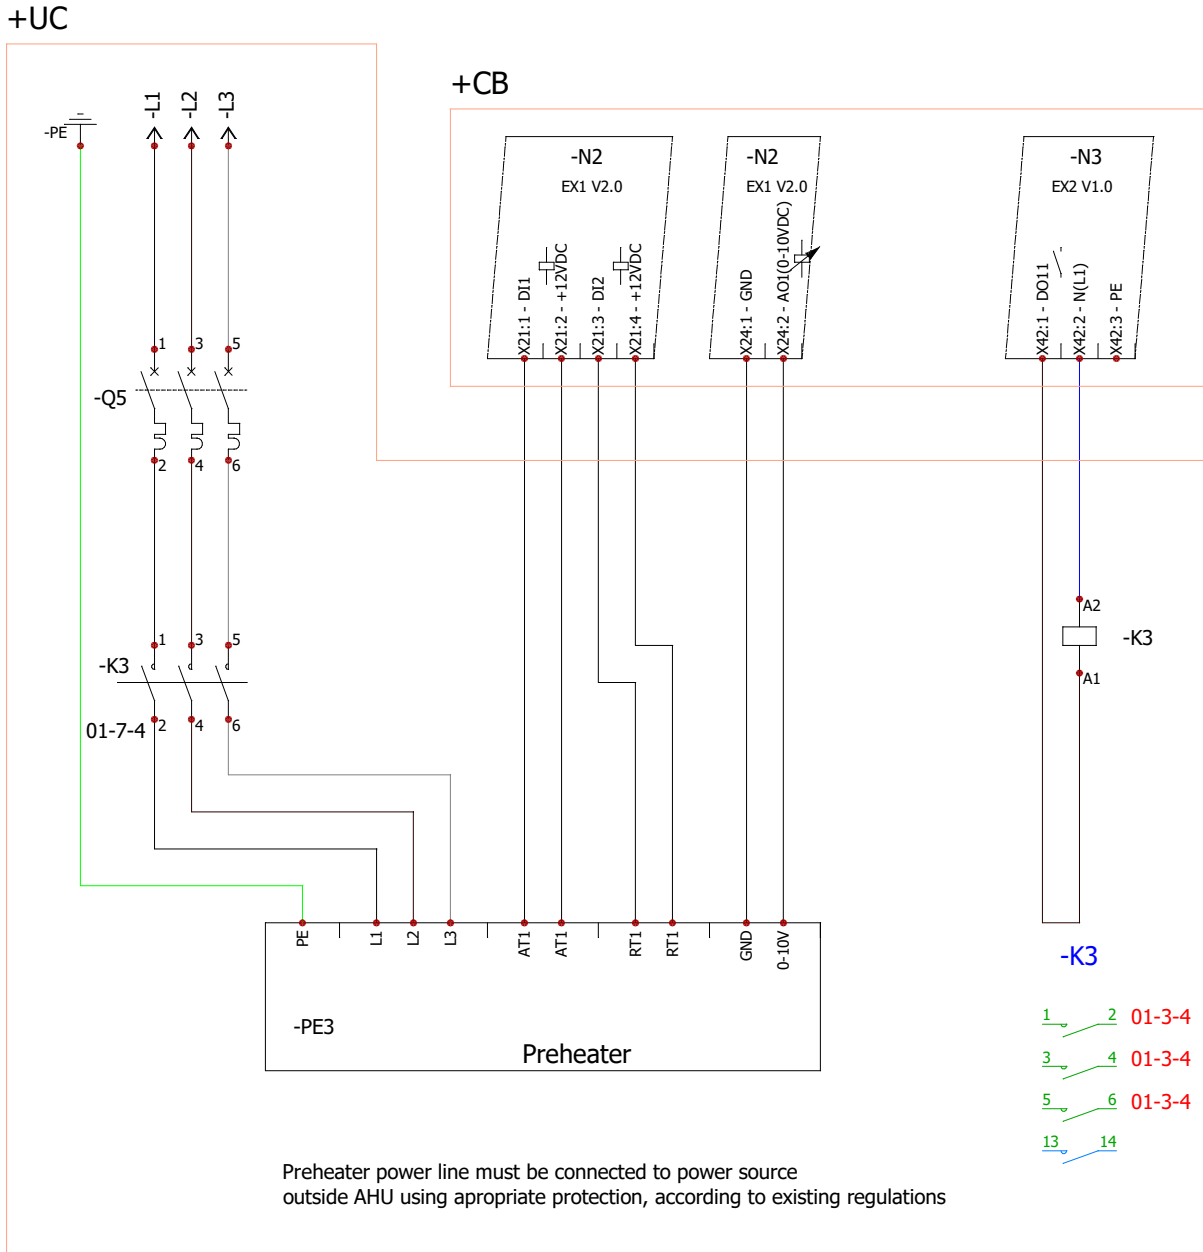 +UC
+CB
-L1
-L2
-L3
-PE
-N2
EX1 V2.0
X21:1 - DI1
X21:2 - +12VDC
X21:3 - DI2
X21:4 - +12VDC
-N2
EX1 V2.0
X24:1 - GND
X24:2 - AO1(0-10VDC)
-N3
EX2 V1.0
X42:1 - DO11
X42:2 - N(L1)
X42:3 - PE
1 3 5
-Q5
2 4 6
1 3 5
-K3
01-7-4
2 4 6
A2
-K3
A1
PE
L1
L2
L3
AT1
AT1
RT1
RT1
GND
0-10V
-PE3
Preheater
-K3
1 2 01-3-4
3 4 01-3-4
5 6 01-3-4
13 14
Preheater power line must be connected to power source
outside AHU using apropriate protection, according to existing regulations